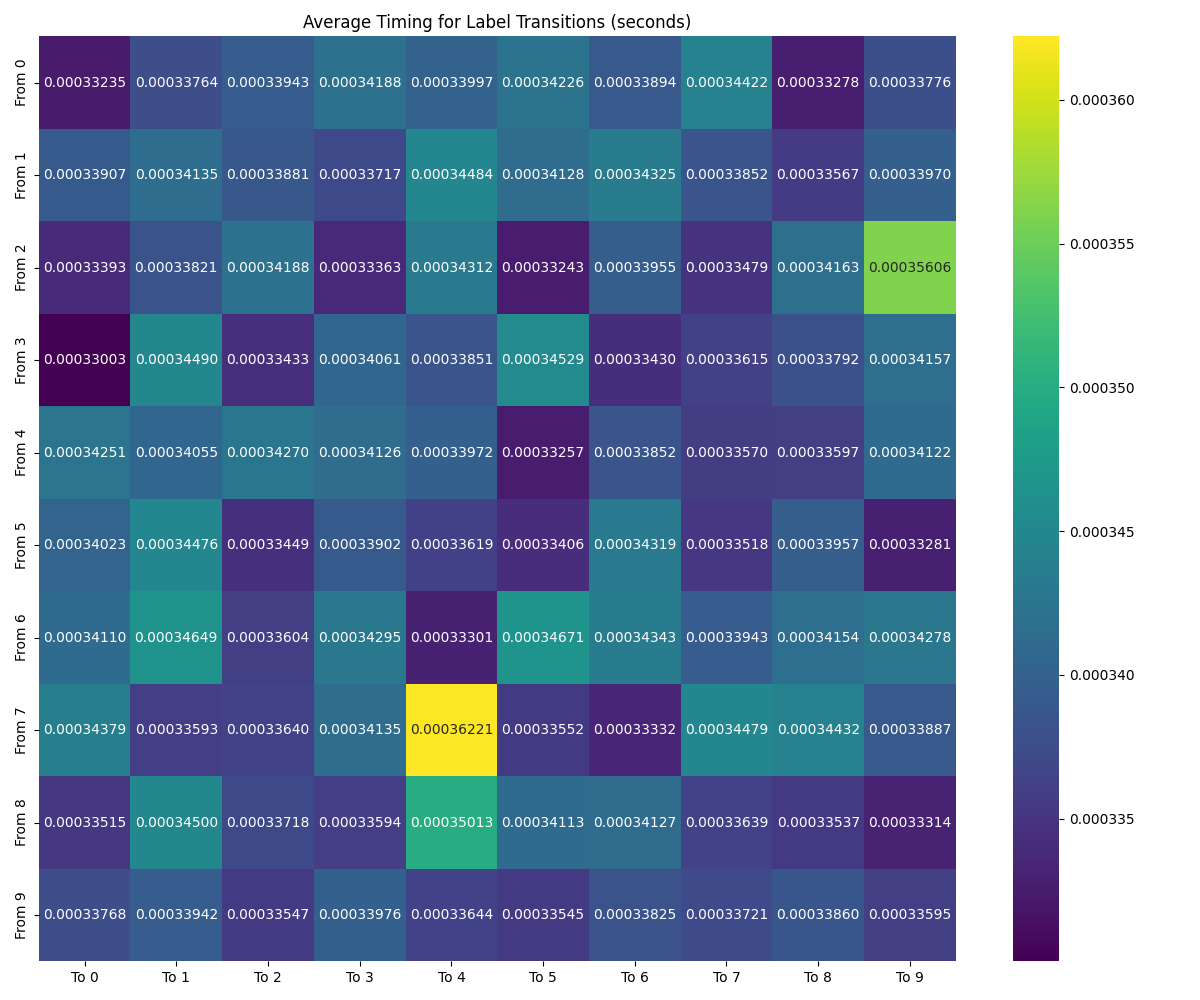 Average Timing for Label Transitions (seconds)
From 0 0.00033235 0.00033764 0.00033943 0.00034188 0.00033997 0.00034226 0.00033894 0.00034422 0.00033278 0.00033776
From 1 0.00033907 0.00034135 0.00033881 0.00033717 0.00034484 0.00034128 0.00034325 0.00033852 0.00033567 0.00033970
From 2 0.00033393 0.00033821 0.00034188 0.00033363 0.00034312 0.00033243 0.00033955 0.00033479 0.00034163 0.00035606
From 3 0.00033003 0.00034490 0.00033433 0.00034061 0.00033851 0.00034529 0.00033430 0.00033615 0.00033792 0.00034157
From 4 0.00034251 0.00034055 0.00034270 0.00034126 0.00033972 0.00033257 0.00033852 0.00033570 0.00033597 0.00034122
From 5 0.00034023 0.00034476 0.00033449 0.00033902 0.00033619 0.00033406 0.00034319 0.00033518 0.00033957 0.00033281
From 6 0.00034110 0.00034649 0.00033604 0.00034295 0.00033301 0.00034671 0.00034343 0.00033943 0.00034154 0.00034278
From 7 0.00034379 0.00033593 0.00033640 0.00034135 0.00036221 0.00033552 0.00033332 0.00034479 0.00034432 0.00033887
From 8 0.00033515 0.00034500 0.00033718 0.00033594 0.00035013 0.00034113 0.00034127 0.00033639 0.00033537 0.00033314
From 9 0.00033768 0.00033942 0.00033547 0.00033976 0.00033644 0.00033545 0.00033825 0.00033721 0.00033860 0.00033595
To 0 To 1 To 2 To 3 To 4 To 5 To 6 To 7 To 8 To 9
0.000360
0.000355
0.000350
0.000345
0.000340
0.000335